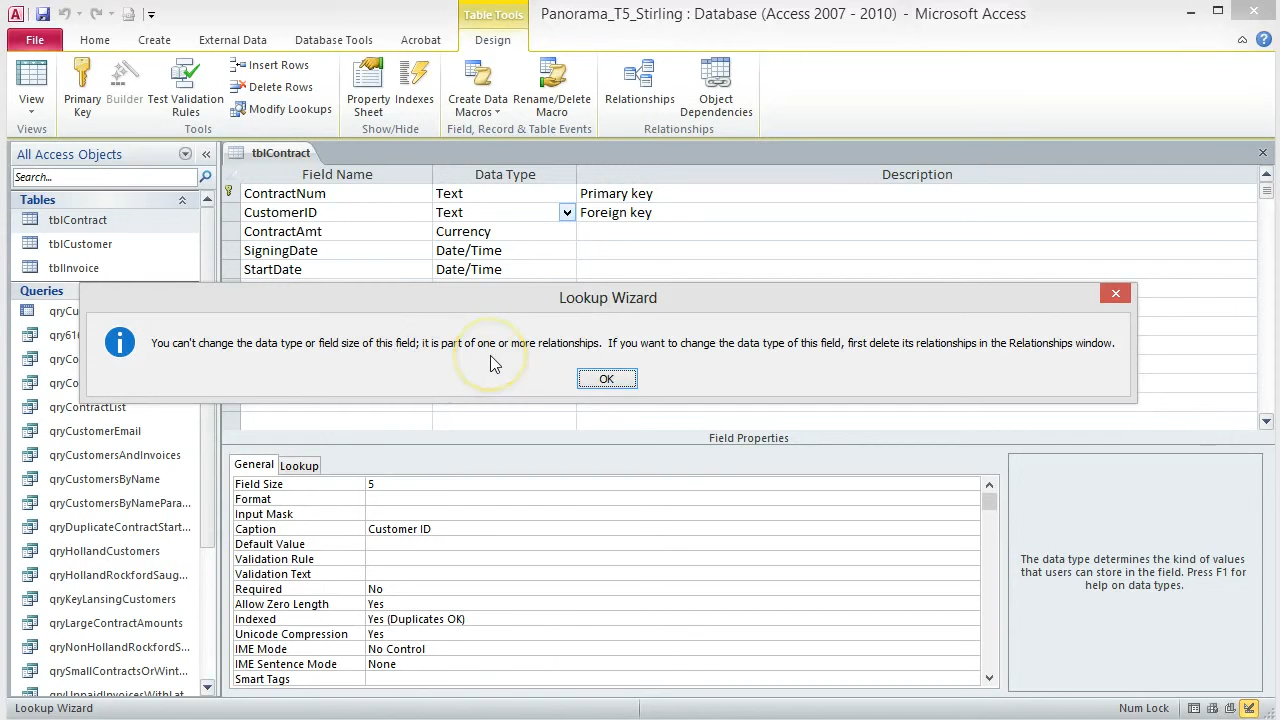 Table Tools
Panorama_T5_Stirling : Database (Access 2007 - 2010) - Microsoft Access
File
Home
Create
External Data
Database Tools
Acrobat
Design
View
Primary
Key
Builder
Test Validation
Rules
Insert Rows
Delete Rows
Modify Lookups
Property
Sheet
Indexes
Create Data
Macros
Rename/Delete
Macro
Relationships
Object
Dependencies
Views
Tools
Show/Hide
Field, Record & Table Events
Relationships
All Access Objects
Search...
Tables
tblContract
tblCustomer
tblInvoice
Queries
qryCu
qry61
qryCo
qryCo
qryContractList
qryCustomerEmail
qryCustomersAndInvoices
qryCustomersByName
qryCustomersByNamePara...
qryDuplicateContractStart...
qryHollandCustomers
qryHollandRockfordSaug...
qryKeyLansingCustomers
qryLargeContractAmounts
qryNonHollandRockfordS...
qrySmallContractsOrWint...
qryUnpaidInvoicesWithLat
tblContract
Field Name
Data Type
Description
ContractNum Text Primary key
CustomerID Text Foreign key
ContractAmt Currency
SigningDate Date/Time
StartDate Date/Time
Lookup Wizard
You can't change the data type or field size of this field; it is part of one or more relationships.  If you want to change the data type of this field, first delete its relationships in the Relationships window.
OK
Field Properties
General
Lookup
Field Size 5
Format
Input Mask
Caption Customer ID
Default Value
Validation Rule
Validation Text
Required No
Allow Zero Length Yes
Indexed Yes (Duplicates OK)
Unicode Compression Yes
IME Mode No Control
IME Sentence Mode None
Smart Tags
The data type determines the kind of values
that users can store in the field. Press F1 for
help on data types.
Lookup Wizard
Num Lock